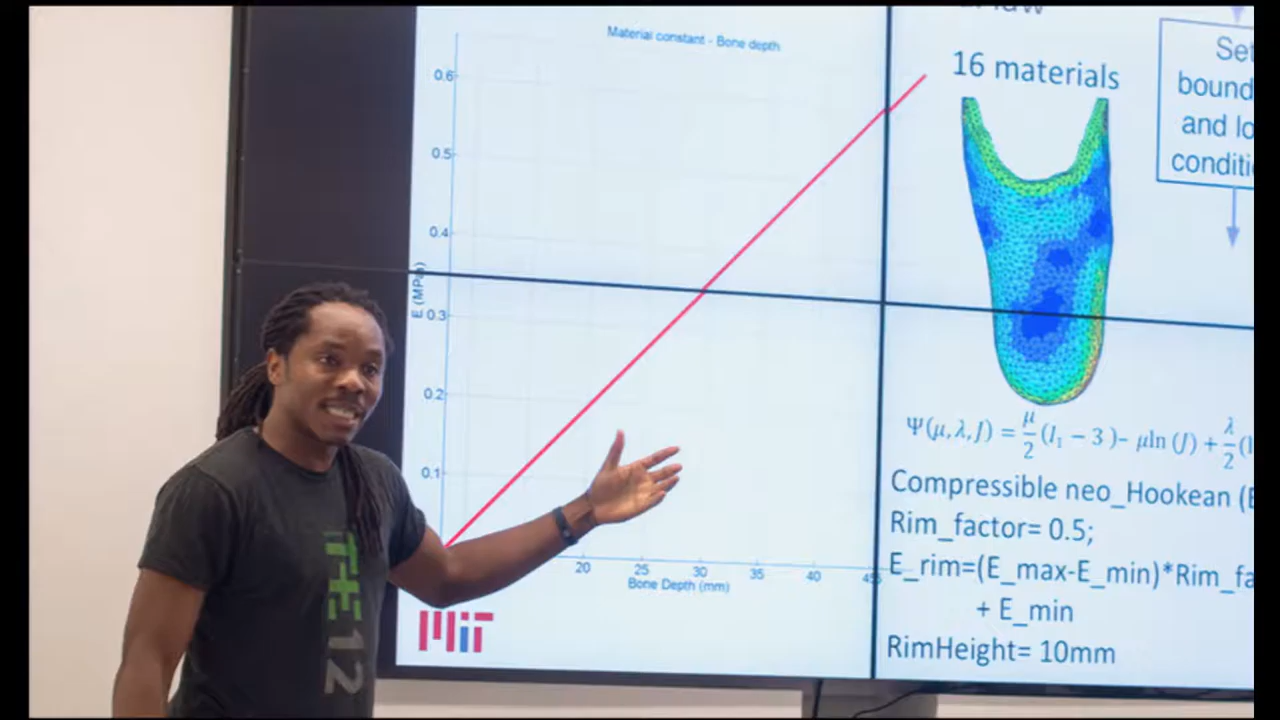 Material constant - Bone depth
0.6
0.5
0.4
E (MPa)
0.3
0.2
0.1
20 25 30 35 40 45
Bone Depth (mm)
MIT
THE12
16 materials
Set
bound
and lo
conditi
Ψ(μ,λ,J) = μ/2 (I₁ − 3 )− μln (J) + λ/2 (l
Compressible neo_Hookean (E
Rim_factor= 0.5;
E_rim=(E_max-E_min)*Rim_fa
+ E_min
RimHeight= 10mm